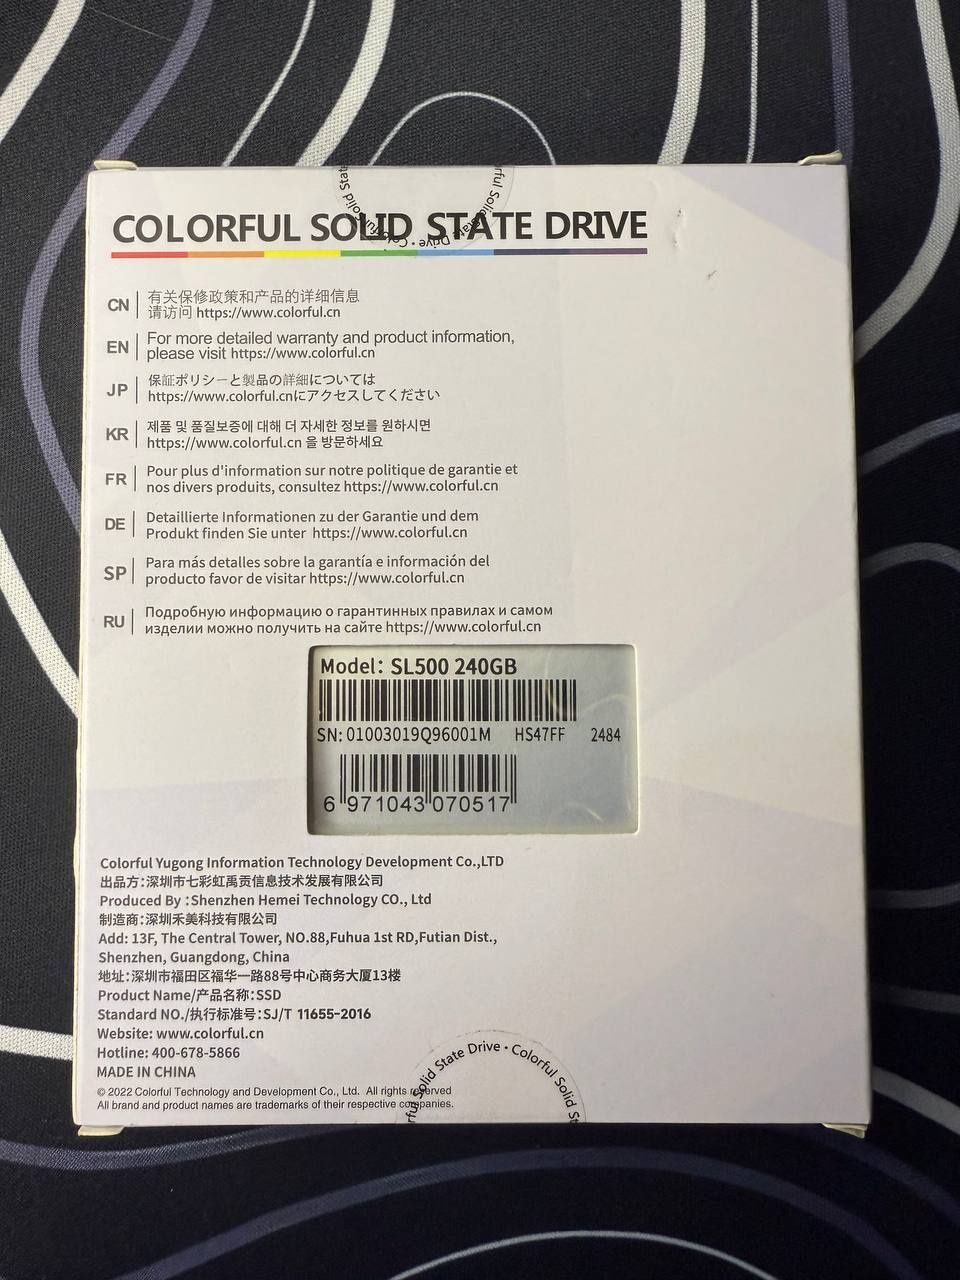 COLORFUL SOLID STATE DRIVE
CN
有关保修政策和产品的详细信息
请访问 https://www.colorful.cn
EN
For more detailed warranty and product information,
please visit https://www.colorful.cn
JP
保証ポリシーと製品の詳細については
https://www.colorful.cnにアクセスしてください
KR
제품 및 품질보증에 대해 더 자세한 정보를 원하시면
https://www.colorful.cn 을 방문하세요
FR
Pour plus d'information sur notre politique de garantie et
nos divers produits, consultez https://www.colorful.cn
DE
Detaillierte Informationen zu der Garantie und dem
Produkt finden Sie unter https://www.colorful.cn
SP
Para más detalles sobre la garantía e información del
producto favor de visitar https://www.colorful.cn
RU
Подробную информацию о гарантинных правилах и самом
изделии можно получить на сайте https://www.colorful.cn
Model: SL500 240GB
SN: 01003019Q96001M HS47FF 2484
6 971043 070517
Colorful Yugong Information Technology Development Co.,LTD
出品方:深圳市七彩虹禹贡信息技术发展有限公司
Produced By :Shenzhen Hemei Technology CO., Ltd
制造商:深圳禾美科技有限公司
Add: 13F, The Central Tower, NO.88,Fuhua 1st RD,Futian Dist.,
Shenzhen, Guangdong, China
地址:深圳市福田区福华一路88号中心商务大厦13楼
Product Name/产品名称:SSD
Standard NO./执行标准号:SJ/T 11655-2016
Website: www.colorful.cn
Hotline: 400-678-5866
MADE IN CHINA
© 2022 Colorful Technology and Development Co., Ltd. All rights reserved
All brand and product names are trademarks of their respective companies.
rful Solid State Drive • Colorful Solid St